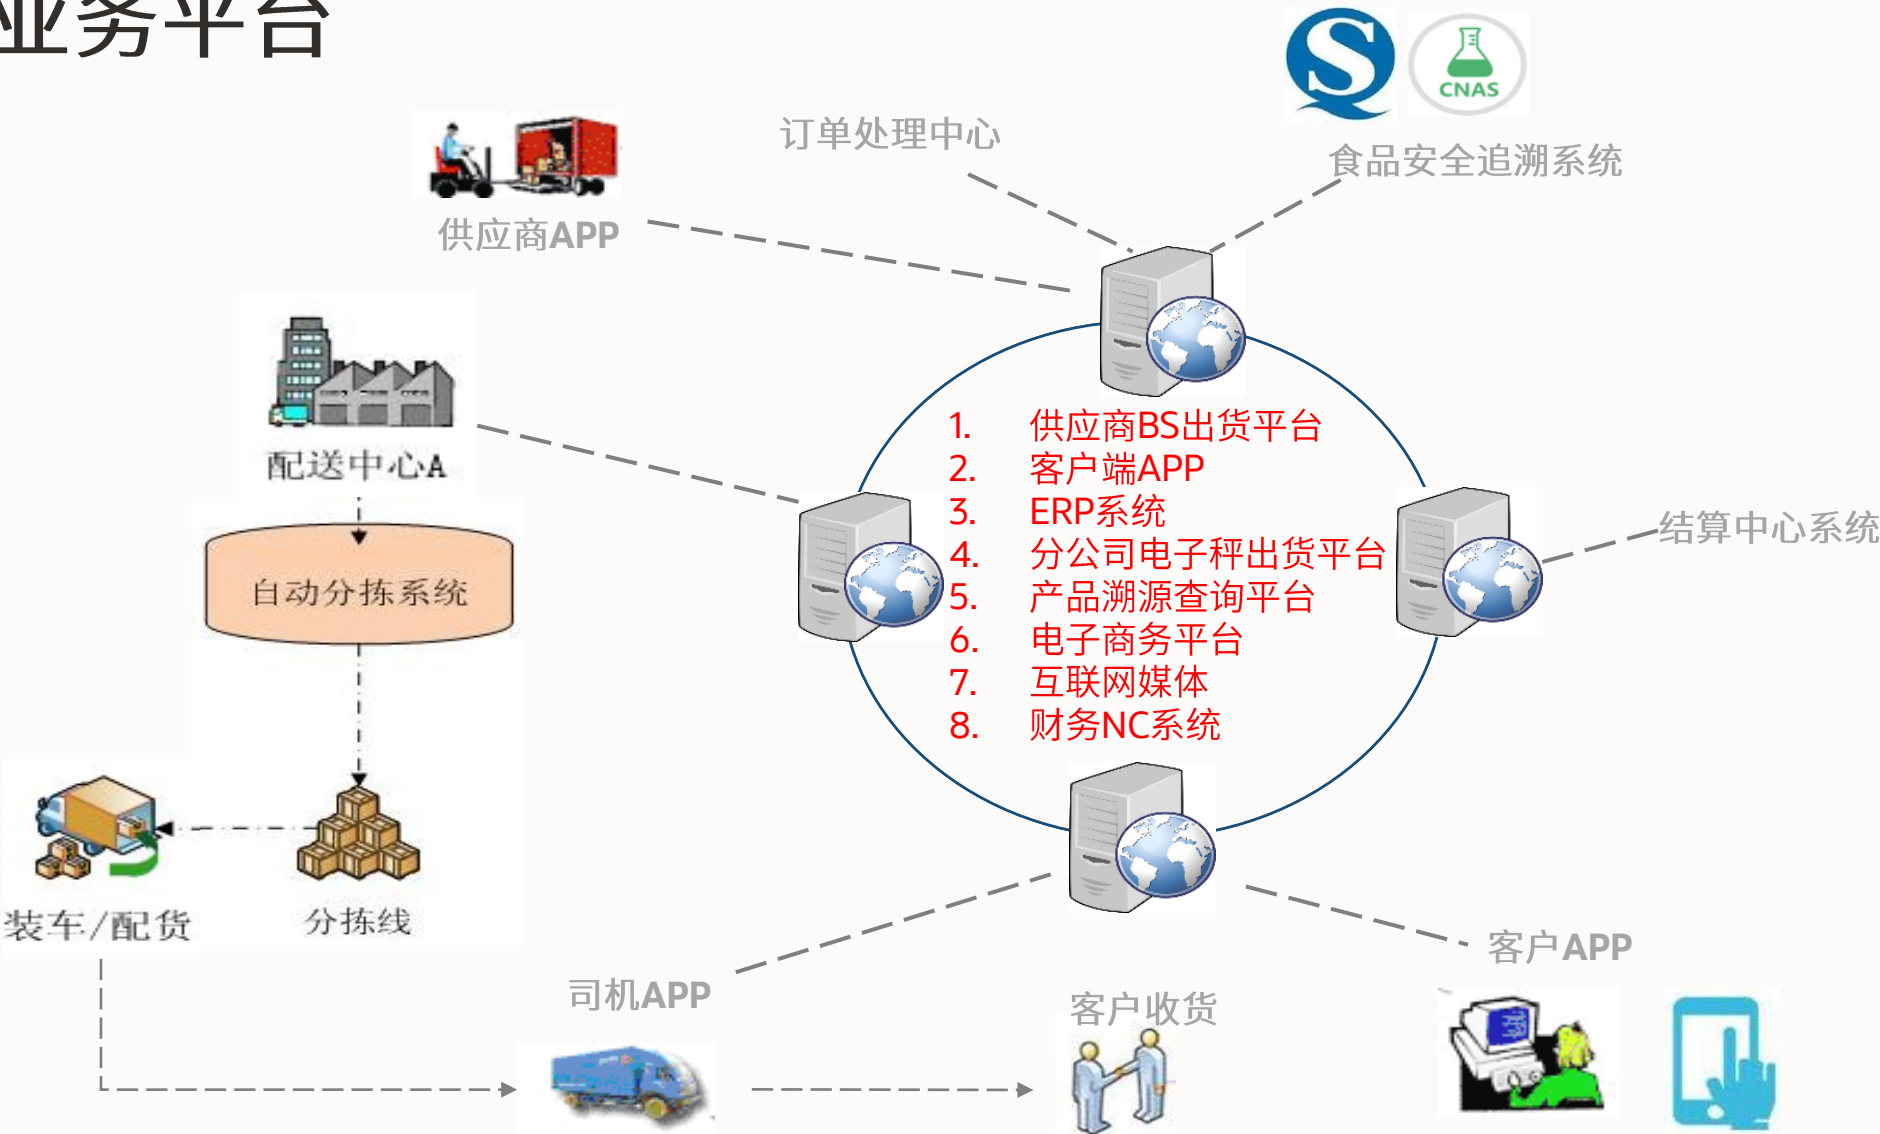 业务平台
CNAS
订单处理中心
食品安全追溯系统
供应商APP
配送中心A
自动分拣系统
1. 供应商BS出货平台
2. 客户端APP
3. ERP系统
4. 分公司电子秤出货平台
5. 产品溯源查询平台
6. 电子商务平台
7. 互联网媒体
8. 财务NC系统
结算中心系统
装车/配货
分拣线
司机APP
客户收货
客户APP